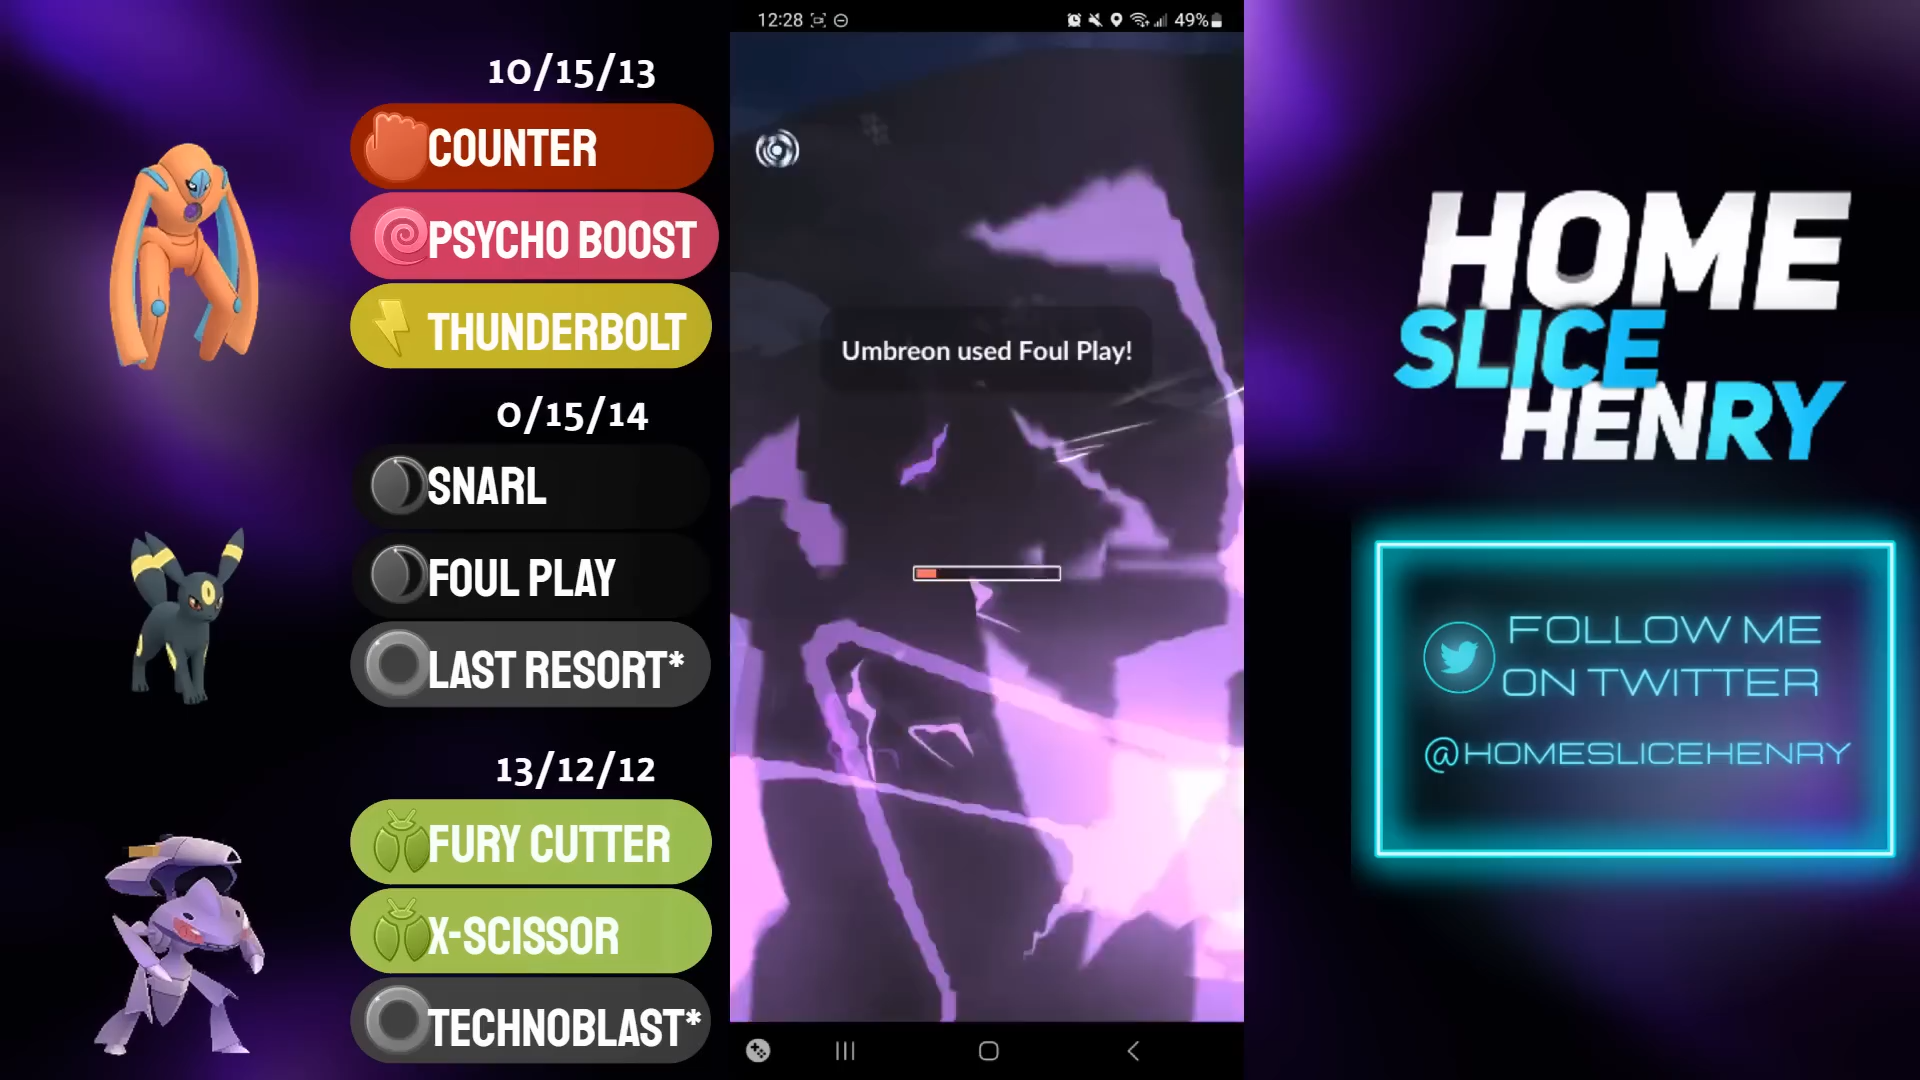 10/15/13
COUNTER
PSYCHO BOOST
THUNDERBOLT
0/15/14
SNARL
FOUL PLAY
LAST RESORT*
13/12/12
FURY CUTTER
X-SCISSOR
TECHNOBLAST*
12:28
49%
Umbreon used Foul Play!
HOME
SLICE
HENRY
FOLLOW ME
ON TWITTER
@HOMESLICEHENRY